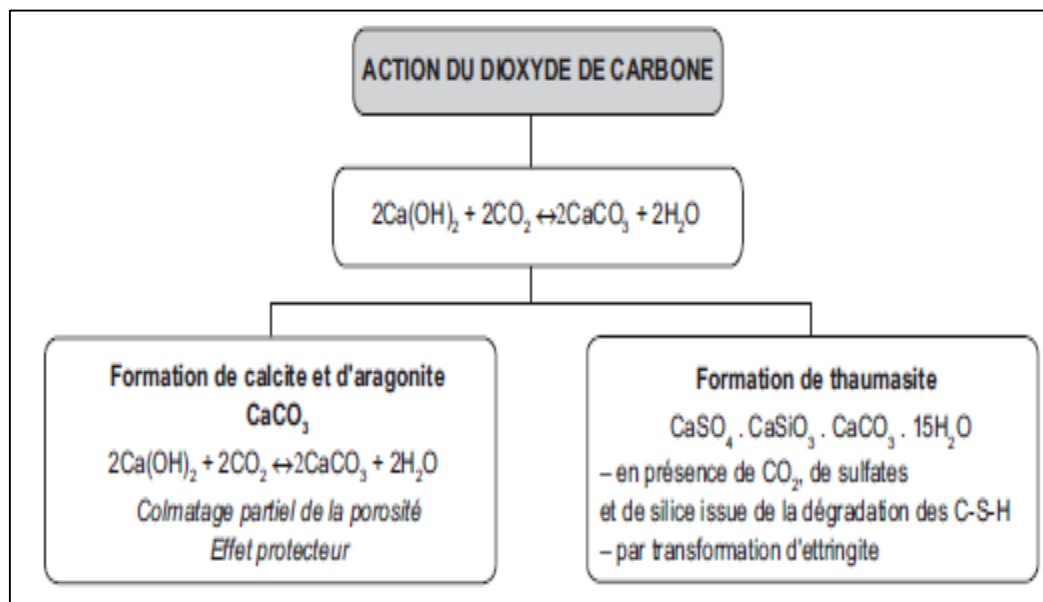 ACTION DU DIOXYDE DE CARBONE
2Ca(OH)₂ + 2CO₂ ↔2CaCO₃ + 2H₂O
Formation de calcite et d'aragonite
CaCO₃
2Ca(OH)₂ + 2CO₂ ↔2CaCO₃ + 2H₂O
Colmatage partiel de la porosité
Effet protecteur
Formation de thaumasite
CaSO₄ . CaSiO₃ . CaCO₃ . 15H₂O
– en présence de CO₂, de sulfates
et de silice issue de la dégradation des C-S-H
– par transformation d'ettringite